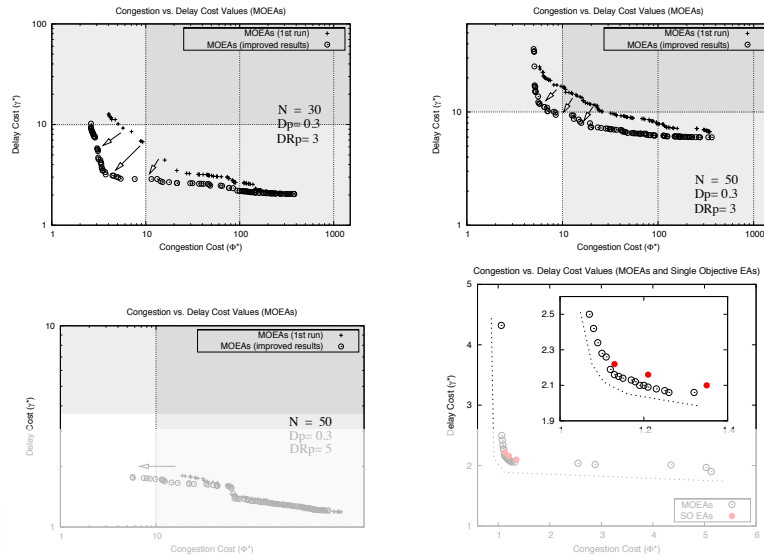 Congestion vs. Delay Cost Values (MOEAs)
MOEAs (1st run)
MOEAs (improved results)
N = 30
Dp= 0.3
DRp= 3
100
10
1
Delay Cost (γ*)
1 10 100 1000
Congestion Cost (Φ*)
Congestion vs. Delay Cost Values (MOEAs)
MOEAs (1st run)
MOEAs (improved results)
N = 50
Dp= 0.3
DRp= 3
10
1
Delay Cost (γ*)
1 10 100 1000
Congestion Cost (Φ*)
Congestion vs. Delay Cost Values (MOEAs)
MOEAs (1st run)
MOEAs (improved results)
N = 50
Dp= 0.3
DRp= 5
10
1
Delay Cost (γ*)
1 10 100 1000
Congestion Cost (Φ*)
Congestion vs. Delay Cost Values (MOEAs and Single Objective EAs)
5
4
3
2
1
Delay Cost (γ*)
2.5
2.3
2.1
1.9
1 1.2 1.4
MOEAs
SO EAs
1 2 3 4 5 6
Congestion Cost (Φ*)